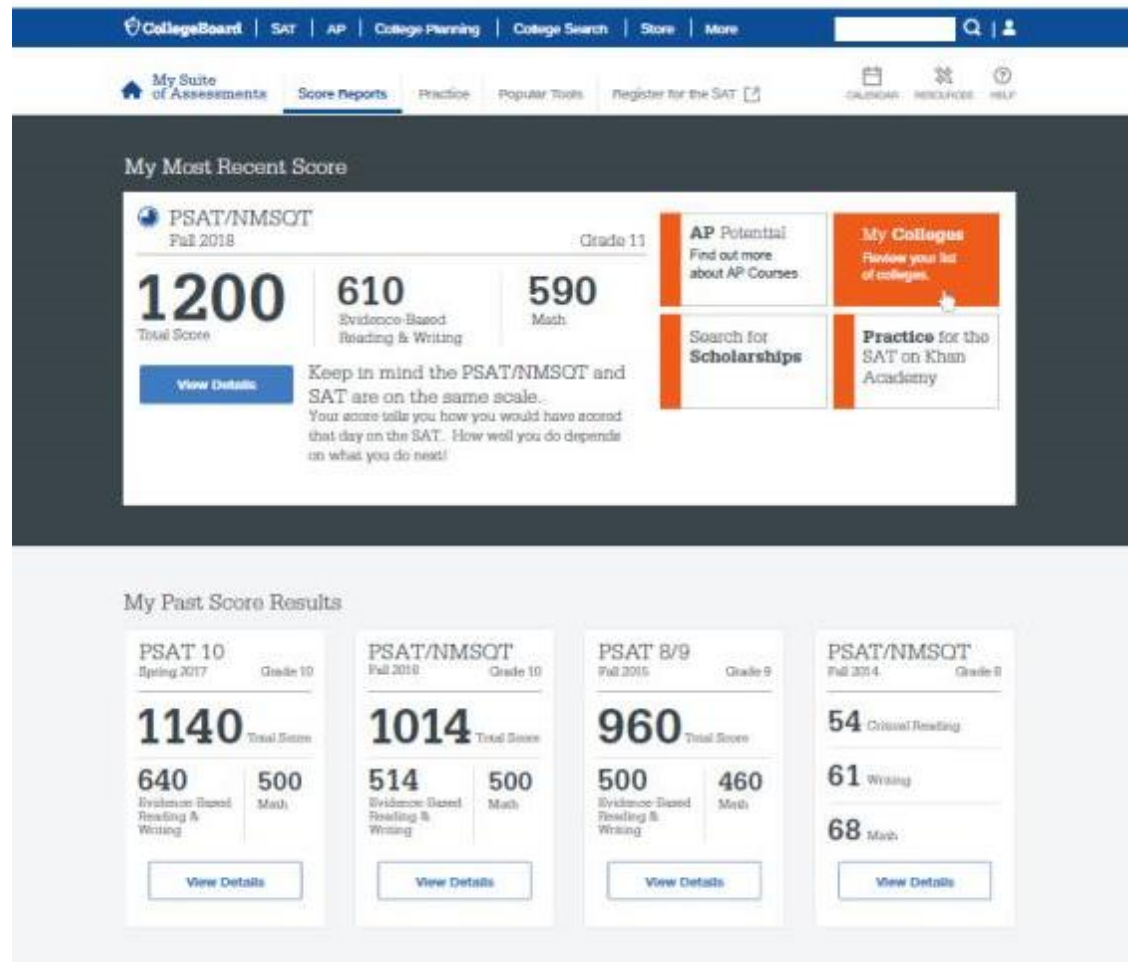 CollegeBoard | SAT | AP | College Planning | College Search | Store | More
My Suite
of Assessments
Score Reports
Practice
Popular Tools
Register for the SAT
CALENDAR
RESOURCES
HELP
My Most Recent Score
PSAT/NMSQT
Fall 2018
Grade 11
1200
Total Score
610
Evidence-Based
Reading & Writing
590
Math
View Details
Keep in mind the PSAT/NMSQT and
SAT are on the same scale.
Your score tells you how you would have scored
that day on the SAT. How well you do depends
on what you do next!
AP Potential
Find out more
about AP Courses
My Colleges
Review your list
of colleges.
Search for
Scholarships
Practice for the
SAT on Khan
Academy
My Past Score Results
PSAT 10
Spring 2017
Grade 10
1140 Total Score
640
Evidence-Based
Reading &
Writing
500
Math
View Details
PSAT/NMSQT
Fall 2016
Grade 10
1014 Total Score
514
Evidence-Based
Reading &
Writing
500
Math
View Details
PSAT 8/9
Fall 2015
Grade 9
960 Total Score
500
Evidence-Based
Reading &
Writing
460
Math
View Details
PSAT/NMSQT
Fall 2014
Grade 8
54 Critical Reading
61 Writing
68 Math
View Details